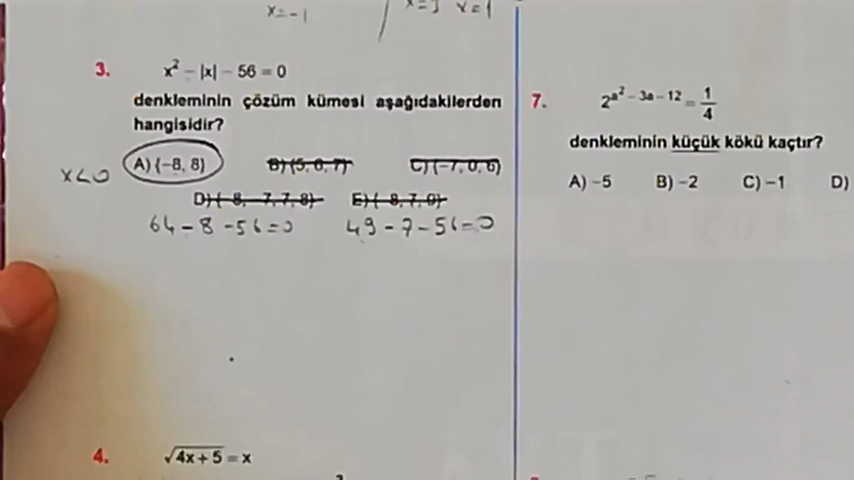 x=-1
x=3 x=1
3. x² - |x| - 56 = 0
denkleminin çözüm kümesi aşağıdakilerden
hangisidir?
x<0
A) {-8, 8} B) {5, 6, 7} C) {-7, 0, 6}
D) {-8, -7, 7, 8} E) {-8, 7, 9}
64 - 8 - 56 = 0 49 - 7 - 56 = 0
4. √(4x + 5) = x
7. 2^(a² - 3a - 12) = 1/4
denkleminin küçük kökü kaçtır?
A) -5 B) -2 C) -1 D)